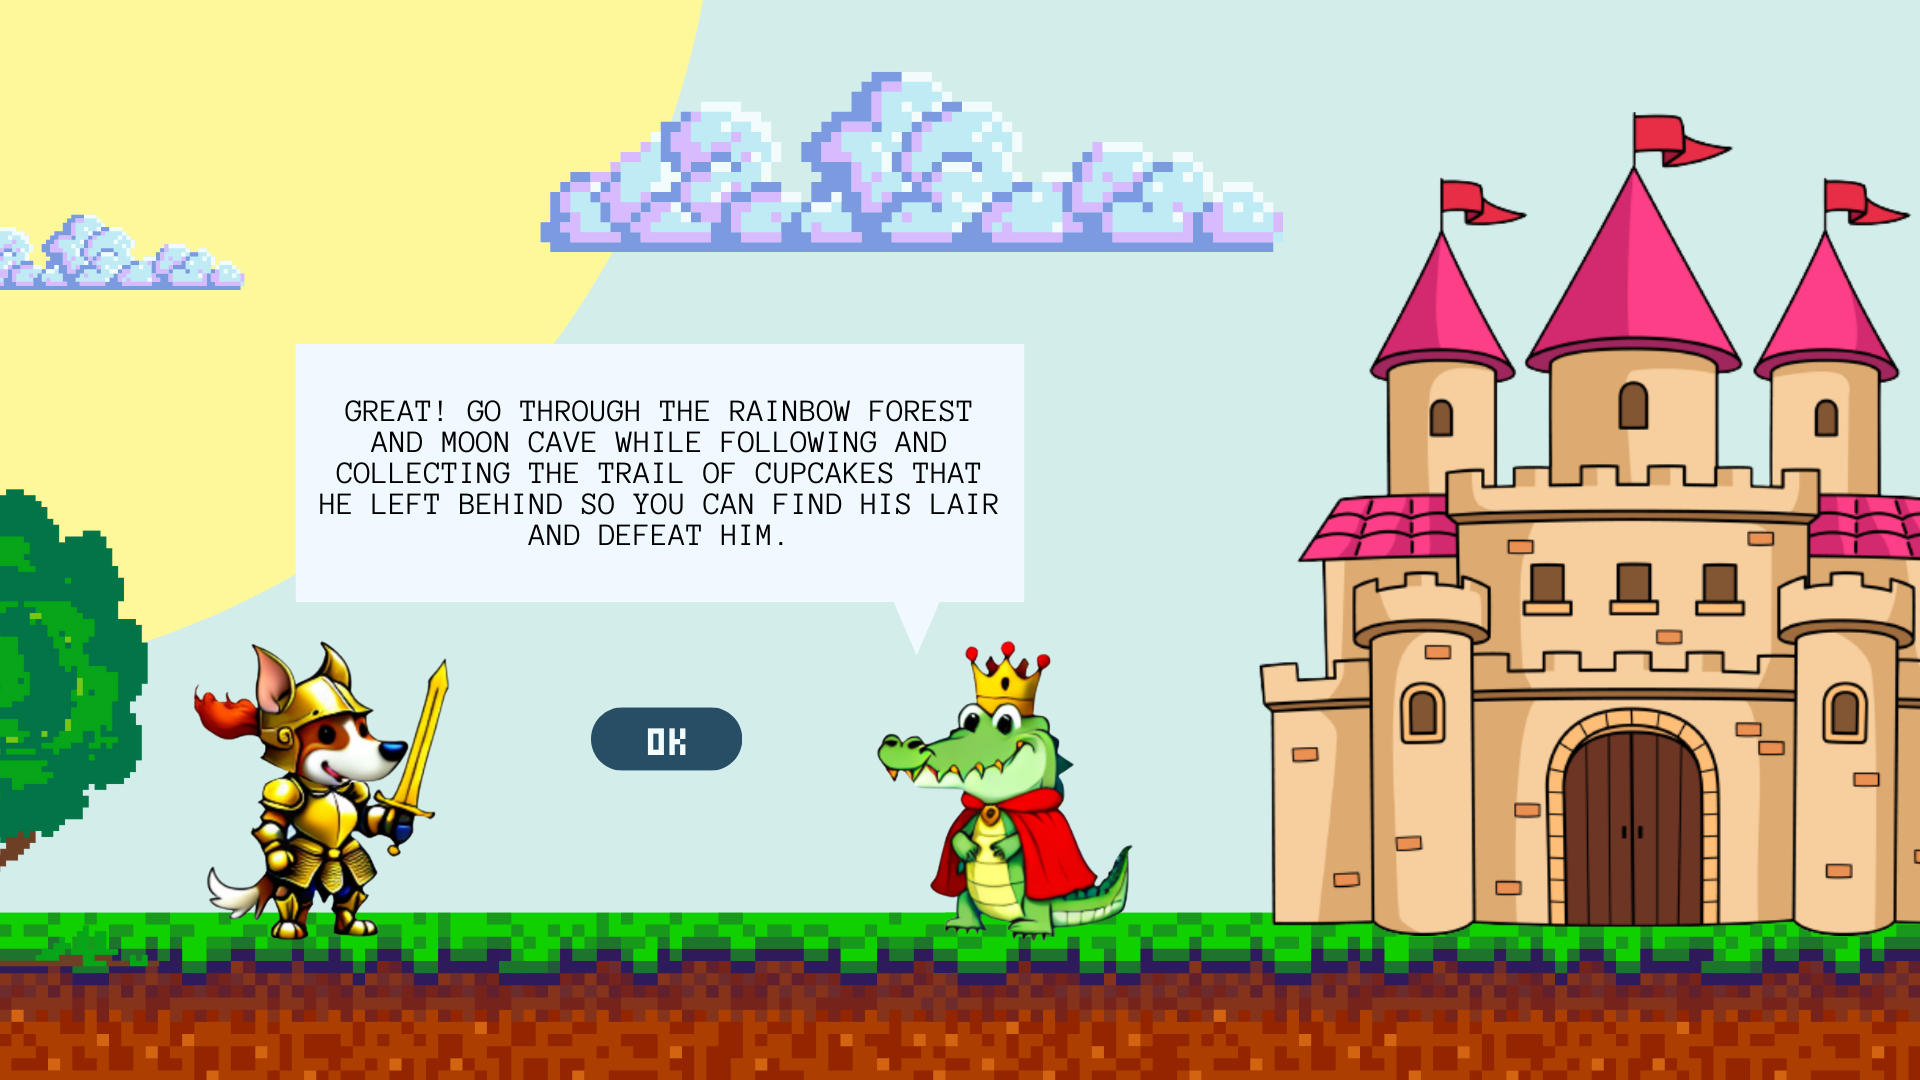 GREAT! GO THROUGH THE RAINBOW FOREST
AND MOON CAVE WHILE FOLLOWING AND
COLLECTING THE TRAIL OF CUPCAKES THAT
HE LEFT BEHIND SO YOU CAN FIND HIS LAIR
AND DEFEAT HIM.
OK